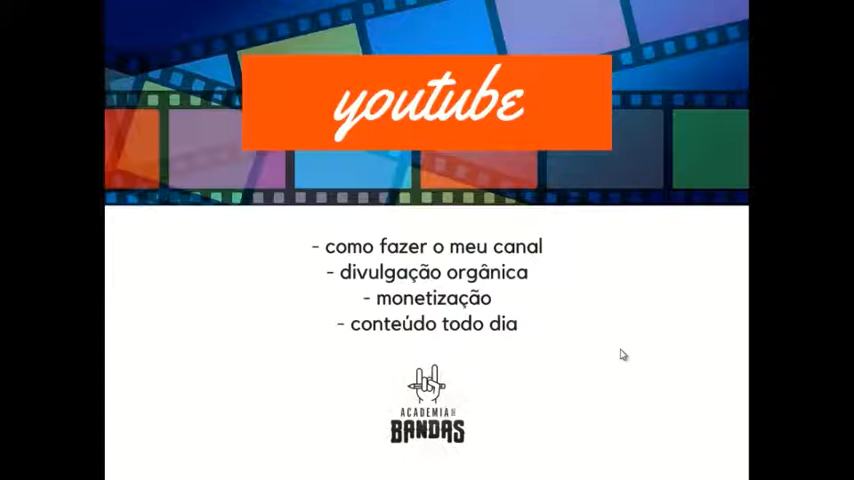 youtube
- como fazer o meu canal
- divulgação orgânica
- monetização
- conteúdo todo dia
ACADEMIA DE
BANDAS